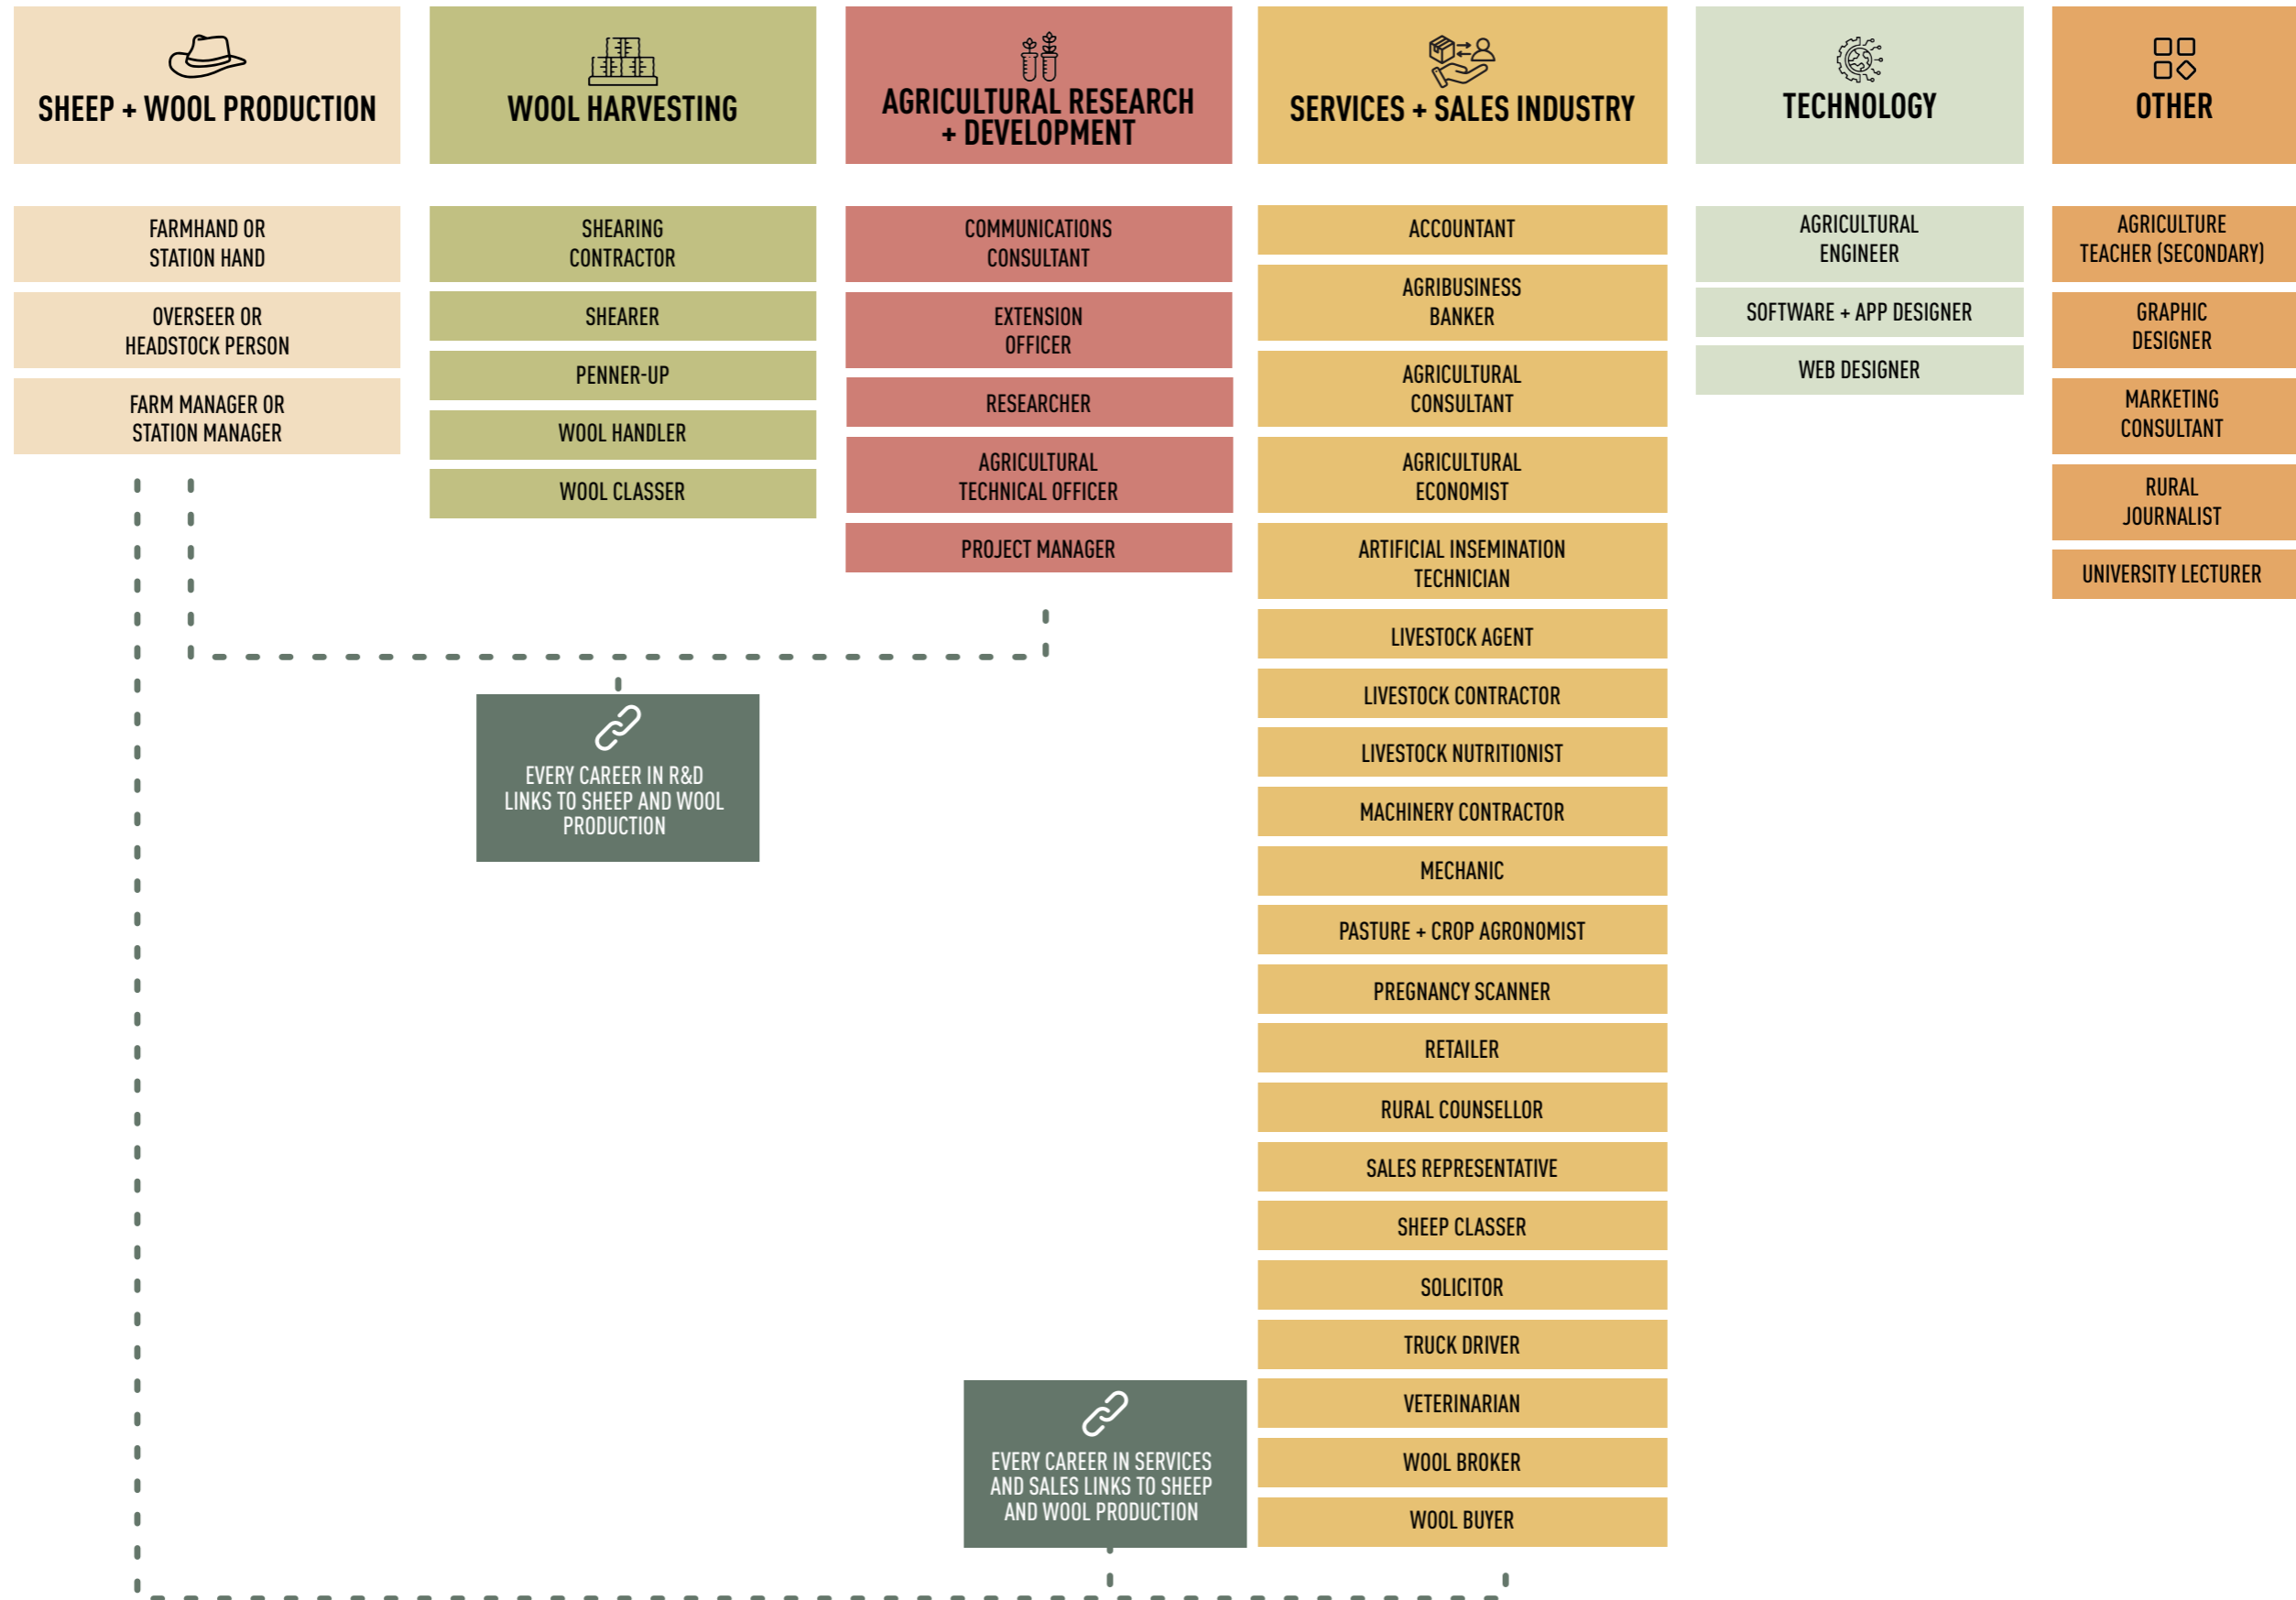 SHEEP + WOOL PRODUCTION
FARMHAND OR
STATION HAND
OVERSEER OR
HEADSTOCK PERSON
FARM MANAGER OR
STATION MANAGER
WOOL HARVESTING
SHEARING
CONTRACTOR
SHEARER
PENNER-UP
WOOL HANDLER
WOOL CLASSER
AGRICULTURAL RESEARCH
+ DEVELOPMENT
COMMUNICATIONS
CONSULTANT
EXTENSION
OFFICER
RESEARCHER
AGRICULTURAL
TECHNICAL OFFICER
PROJECT MANAGER
EVERY CAREER IN R&D
LINKS TO SHEEP AND WOOL
PRODUCTION
SERVICES + SALES INDUSTRY
ACCOUNTANT
AGRIBUSINESS
BANKER
AGRICULTURAL
CONSULTANT
AGRICULTURAL
ECONOMIST
ARTIFICIAL INSEMINATION
TECHNICIAN
LIVESTOCK AGENT
LIVESTOCK CONTRACTOR
LIVESTOCK NUTRITIONIST
MACHINERY CONTRACTOR
MECHANIC
PASTURE + CROP AGRONOMIST
PREGNANCY SCANNER
RETAILER
RURAL COUNSELLOR
SALES REPRESENTATIVE
SHEEP CLASSER
SOLICITOR
TRUCK DRIVER
VETERINARIAN
WOOL BROKER
WOOL BUYER
EVERY CAREER IN SERVICES
AND SALES LINKS TO SHEEP
AND WOOL PRODUCTION
TECHNOLOGY
AGRICULTURAL
ENGINEER
SOFTWARE + APP DESIGNER
WEB DESIGNER
OTHER
AGRICULTURE
TEACHER (SECONDARY)
GRAPHIC
DESIGNER
MARKETING
CONSULTANT
RURAL
JOURNALIST
UNIVERSITY LECTURER